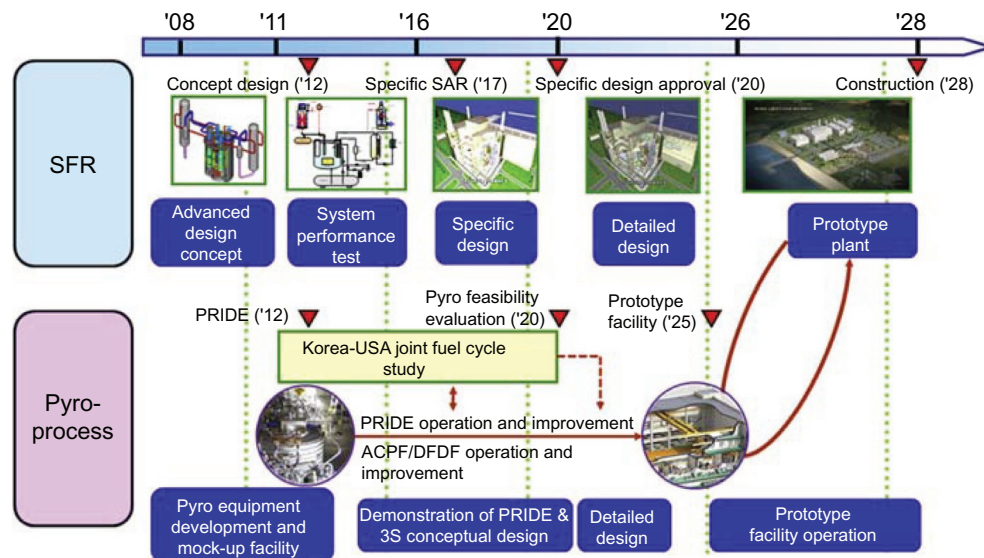 '08 '11 '16 '20 '26 '28
Concept design ('12) Specific SAR ('17) Specific design approval ('20) Construction ('28)
SFR
Advanced
design
concept
System
performance
test
Specific
design
Detailed
design
Prototype
plant
PRIDE ('12)
Pyro feasibility
evaluation ('20)
Prototype
facility ('25)
Korea-USA joint fuel cycle
study
Pyro-
process
PRIDE operation and improvement
ACPF/DFDF operation and
improvement
Pyro equipment
development and
mock-up facility
Demonstration of PRIDE &
3S conceptual design
Detailed
design
Prototype
facility operation